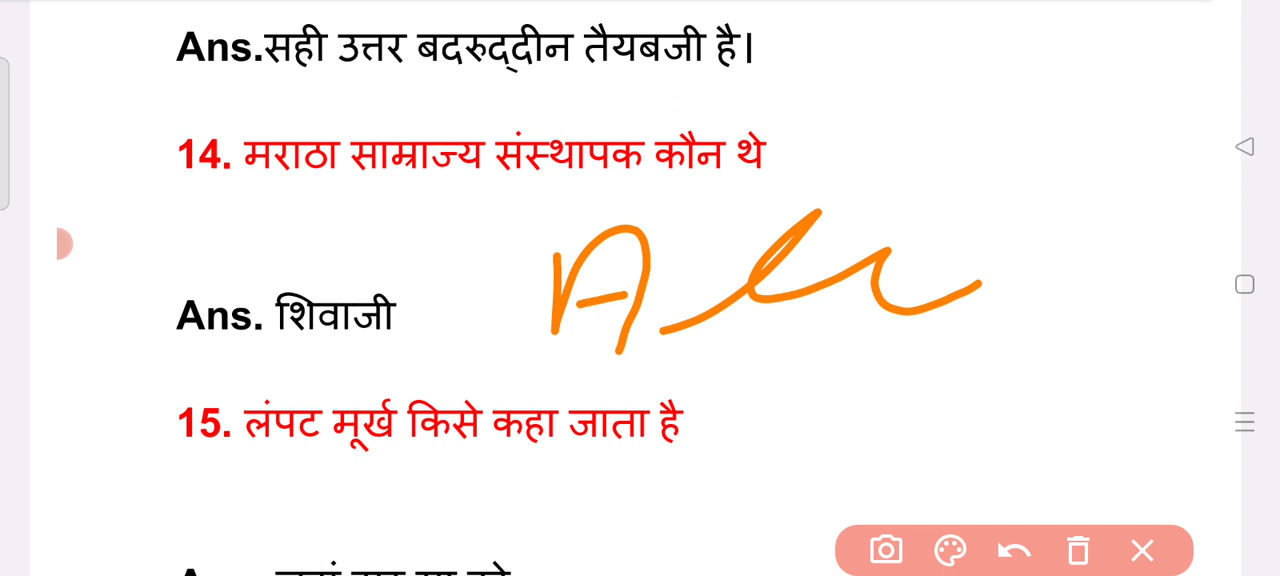 Ans.सही उत्तर बदरुद्दीन तैयबजी है।
14. मराठा साम्राज्य संस्थापक कौन थे
Ans. शिवाजी
15. लंपट मूर्ख किसे कहा जाता है